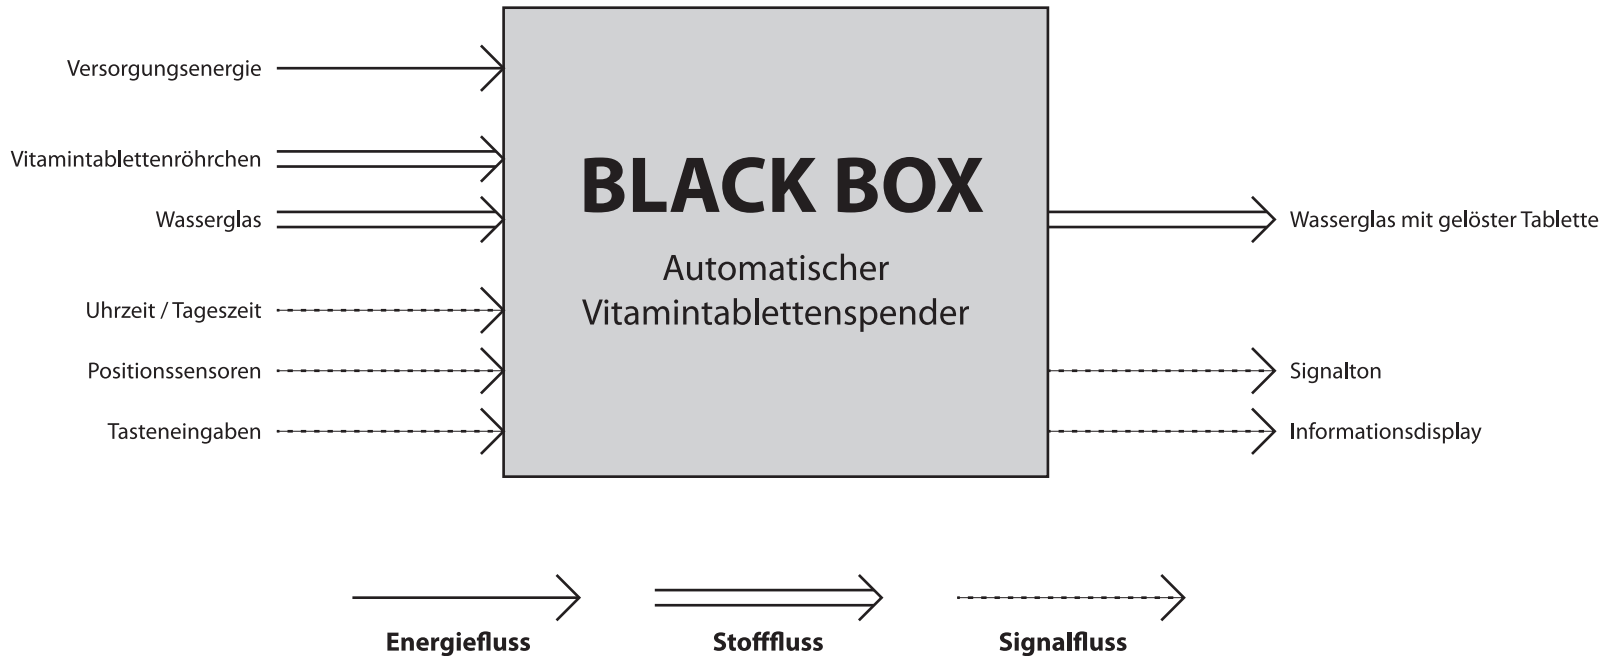 Versorgungsenergie
Vitamintablettenröhrchen
Wasserglas
Uhrzeit / Tageszeit
Positionssensoren
Tasteneingaben
BLACK BOX
Automatischer
Vitamintablettenspender
Wasserglas mit gelöster Tablette
Signalton
Informationsdisplay
Energiefluss
Stofffluss
Signalfluss